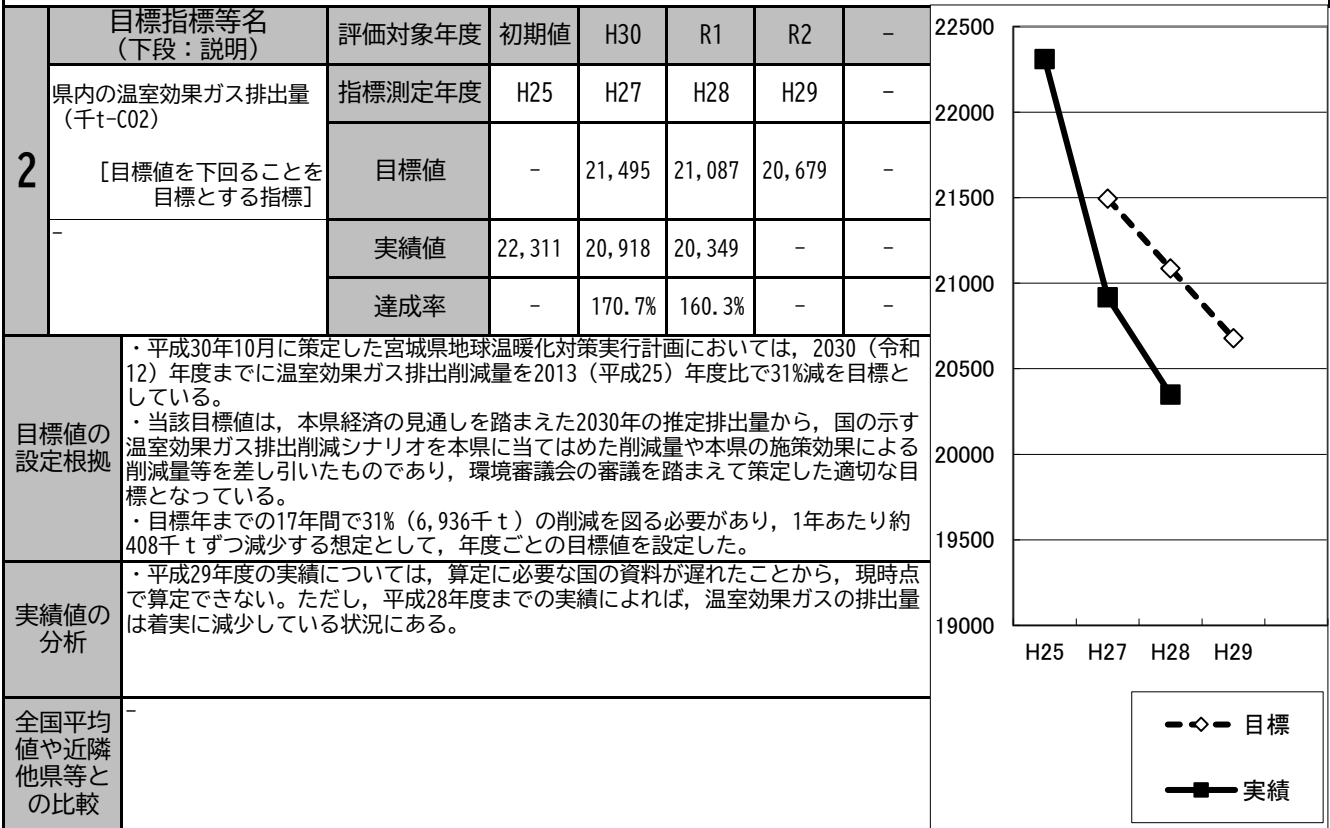 2
目標指標等名
（下段：説明）
評価対象年度 初期値 H30 R1 R2 -
県内の温室効果ガス排出量
（千t-CO2）
[目標値を下回ることを
目標とする指標]
-
指標測定年度 H25 H27 H28 H29 -
目標値 - 21,495 21,087 20,679 -
実績値 22,311 20,918 20,349 - -
達成率 - 170.7% 160.3% - -
目標値の
設定根拠
・平成30年10月に策定した宮城県地球温暖化対策実行計画においては，2030（令和
12）年度までに温室効果ガス排出削減量を2013（平成25）年度比で31%減を目標と
している。
・当該目標値は，本県経済の見通しを踏まえた2030年の推定排出量から，国の示す
温室効果ガス排出削減シナリオを本県に当てはめた削減量や本県の施策効果による
削減量等を差し引いたものであり，環境審議会の審議を踏まえて策定した適切な目
標となっている。
・目標年までの17年間で31%（6,936千ｔ）の削減を図る必要があり，1年あたり約
408千ｔずつ減少する想定として，年度ごとの目標値を設定した。
実績値の
分析
・平成29年度の実績については，算定に必要な国の資料が遅れたことから，現時点
で算定できない。ただし，平成28年度までの実績によれば，温室効果ガスの排出量
は着実に減少している状況にある。
全国平均
値や近隣
他県等と
の比較
-
22500
22000
21500
21000
20500
20000
19500
19000
H25 H27 H28 H29
目標
実績